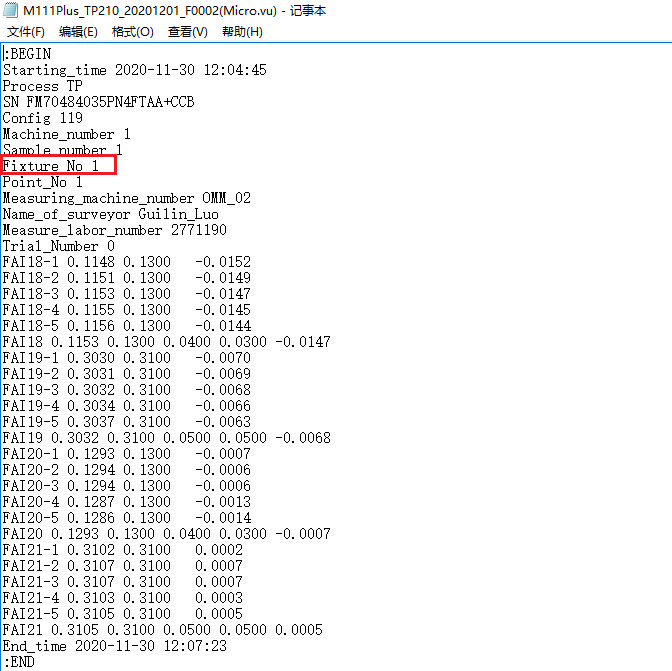 M111Plus_TP210_20201201_F0002(Micro.vu) - 记事本
文件(F) 编辑(E) 格式(O) 查看(V) 帮助(H)
:BEGIN
Starting_time 2020-11-30 12:04:45
Process TP
SN FM70484035PN4FTAA+CCB
Config 119
Machine_number 1
Sample_number 1
Fixture_No 1
Point_No 1
Measuring_machine_number OMM_02
Name_of_surveyor Guilin_Luo
Measure_labor_number 2771190
Trial_Number 0
FAI18-1 0.1148 0.1300   -0.0152
FAI18-2 0.1151 0.1300   -0.0149
FAI18-3 0.1153 0.1300   -0.0147
FAI18-4 0.1155 0.1300   -0.0145
FAI18-5 0.1156 0.1300   -0.0144
FAI18 0.1153 0.1300 0.0400 0.0300 -0.0147
FAI19-1 0.3030 0.3100   -0.0070
FAI19-2 0.3031 0.3100   -0.0069
FAI19-3 0.3032 0.3100   -0.0068
FAI19-4 0.3034 0.3100   -0.0066
FAI19-5 0.3037 0.3100   -0.0063
FAI19 0.3032 0.3100 0.0500 0.0500 -0.0068
FAI20-1 0.1293 0.1300   -0.0007
FAI20-2 0.1294 0.1300   -0.0006
FAI20-3 0.1294 0.1300   -0.0006
FAI20-4 0.1287 0.1300   -0.0013
FAI20-5 0.1286 0.1300   -0.0014
FAI20 0.1293 0.1300 0.0400 0.0300 -0.0007
FAI21-1 0.3102 0.3100   0.0002
FAI21-2 0.3107 0.3100   0.0007
FAI21-3 0.3107 0.3100   0.0007
FAI21-4 0.3103 0.3100   0.0003
FAI21-5 0.3105 0.3100   0.0005
FAI21 0.3105 0.3100 0.0500 0.0500 0.0005
End_time 2020-11-30 12:07:23
:END